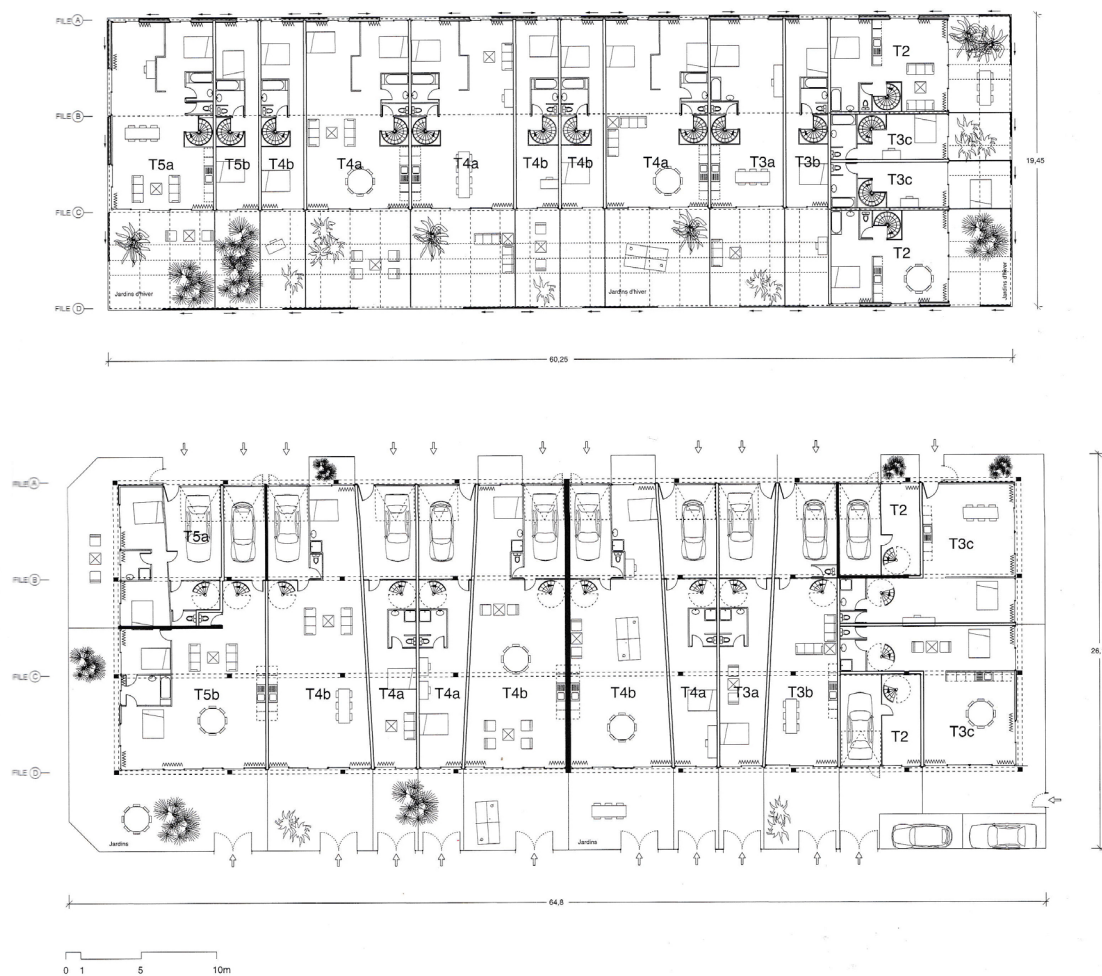 FILE A
T2
FILE B
T5a T5b T4b T4a T4a T4b T4b T4a T3a T3b T3c
19,45
T3c
FILE C
T2
Jardins d'hiver Jardins d'hiver Jardins d'hiver
FILE D
60,25
FILE A
T5a T2 T3c
FILE B
26,
FILE C
T5b T4b T4a T4a T4b T4b T4a T3a T3b T2 T3c
FILE D
Jardins Jardins
64,8
0 1 5 10m